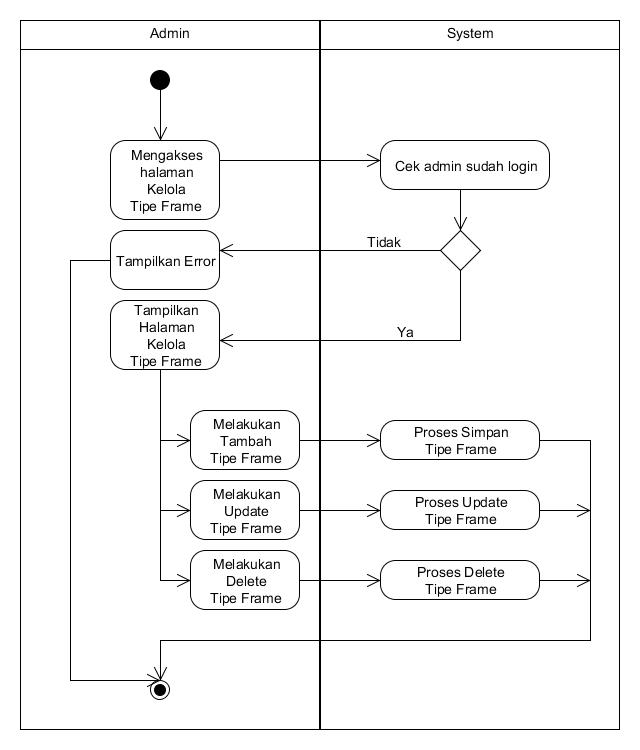 Admin
System
Mengakses
halaman
Kelola
Tipe Frame
Cek admin sudah login
Tidak
Tampilkan Error
Tampilkan
Halaman
Kelola
Tipe Frame
Ya
Melakukan
Tambah
Tipe Frame
Proses Simpan
Tipe Frame
Melakukan
Update
Tipe Frame
Proses Update
Tipe Frame
Melakukan
Delete
Tipe Frame
Proses Delete
Tipe Frame